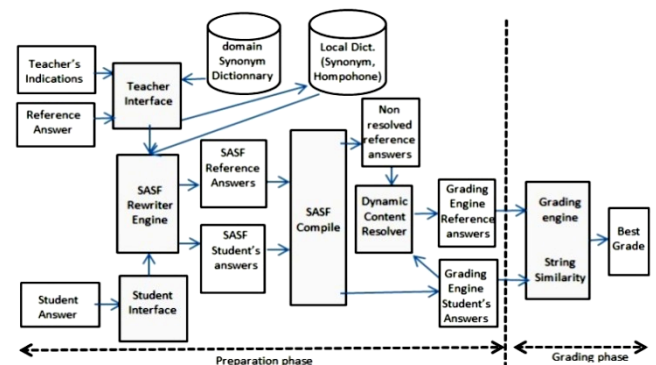 domain
Synonym
Dictionnary
Local Dict.
(Synonym,
Hompohone)
Teacher's
Indications
Teacher
Interface
Reference
Answer
Non
resolved
reference
answers
SASF
Rewriter
Engine
SASF
Reference
Answers
SASF
Student's
answers
SASF
Compile
Dynamic
Content
Resolver
Grading
Engine
Reference
answers
Grading
Engine
Student's
Answers
Grading
engine
String
Similarity
Best
Grade
Student
Answer
Student
Interface
Preparation phase
Grading phase